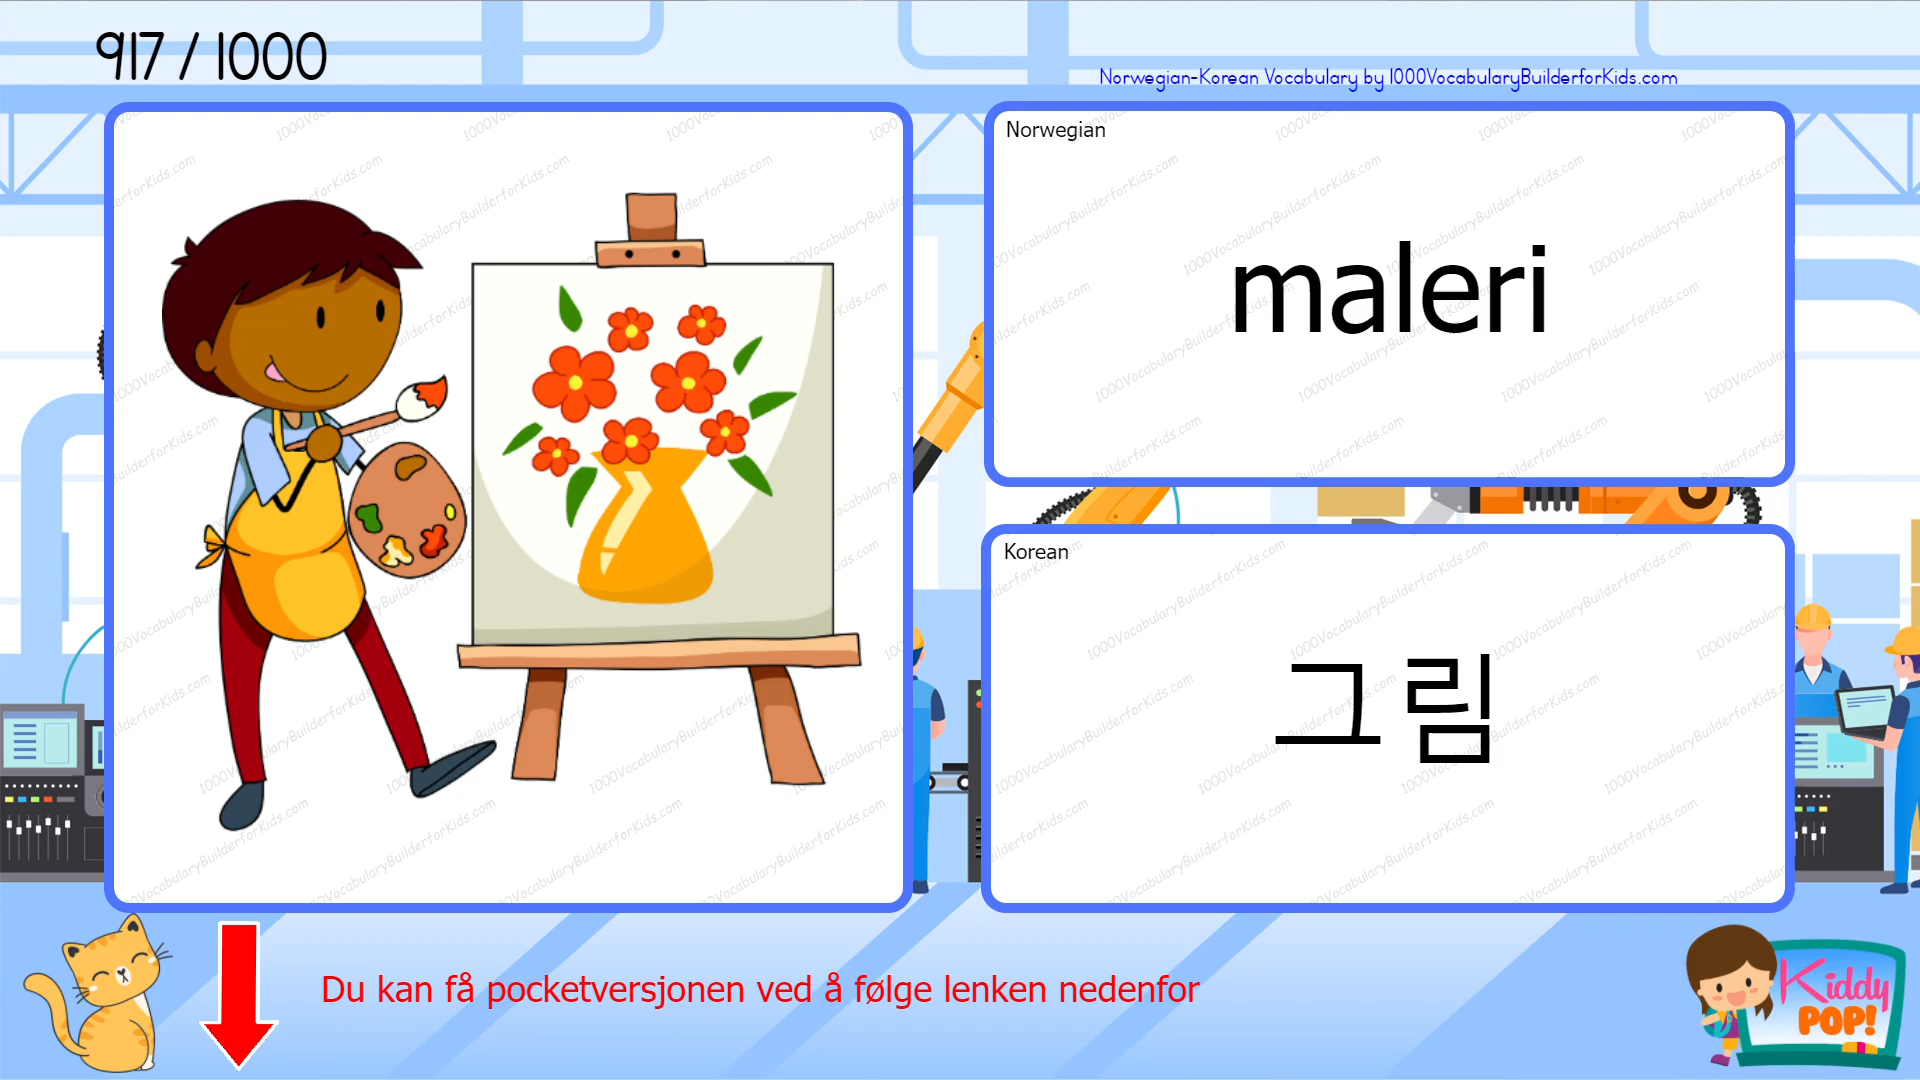 917 / 1000
Norwegian-Korean Vocabulary by 1000VocabularyBuilderforKids.com
Norwegian
maleri
Korean
그림
Du kan få pocketversjonen ved å følge lenken nedenfor
Kiddy
POP!